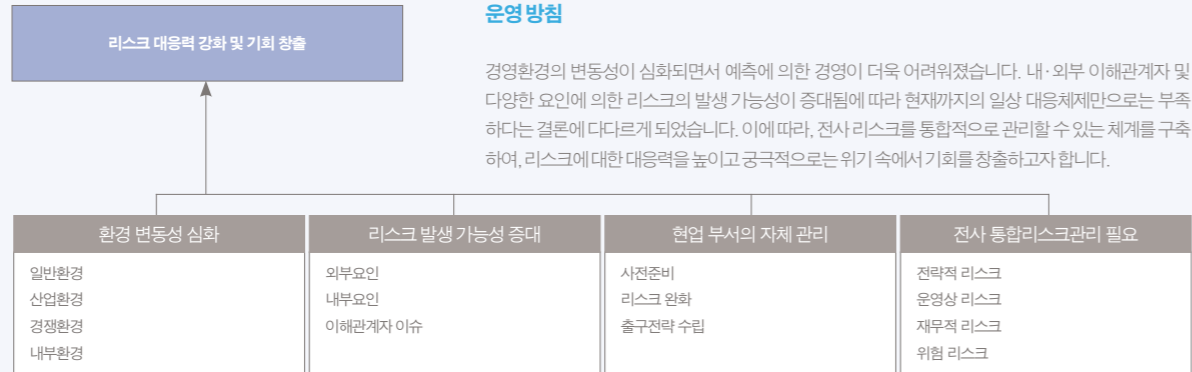 리스크 대응력 강화 및 기회 창출
운영 방침
경영환경의 변동성이 심화되면서 예측에 의한 경영이 더욱 어려워졌습니다. 내·외부 이해관계자 및
다양한 요인에 의한 리스크의 발생 가능성이 증대됨에 따라 현재까지의 일상 대응체제만으로는 부족
하다는 결론에 다다르게 되었습니다. 이에 따라, 전사 리스크를 통합적으로 관리할 수 있는 체계를 구축
하여, 리스크에 대한 대응력을 높이고 궁극적으로는 위기 속에서 기회를 창출하고자 합니다.
환경 변동성 심화
일반환경
산업환경
경쟁환경
내부환경
리스크 발생 가능성 증대
외부요인
내부요인
이해관계자 이슈
현업 부서의 자체 관리
사전준비
리스크 완화
출구전략 수립
전사 통합리스크관리 필요
전략적 리스크
운영상 리스크
재무적 리스크
위험 리스크